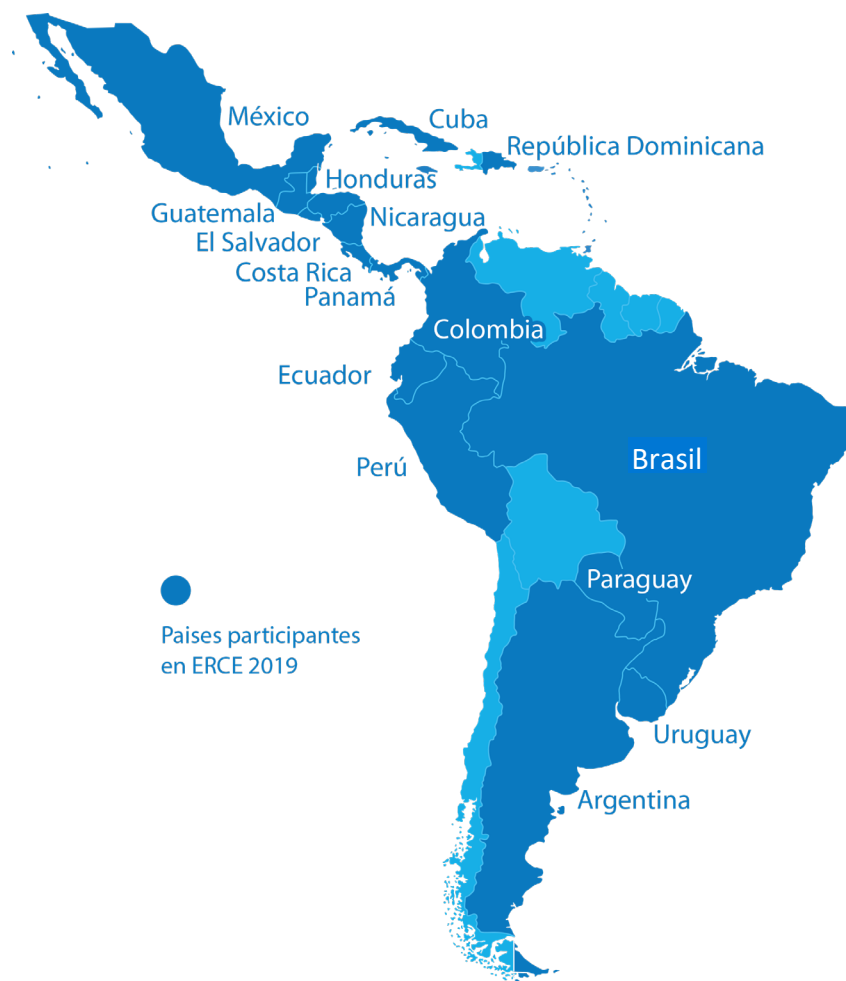 México
Cuba
República Dominicana
Honduras
Guatemala
Nicaragua
El Salvador
Costa Rica
Panamá
Colombia
Ecuador
Brasil
Perú
Paraguay
Paises participantes
en ERCE 2019
Uruguay
Argentina